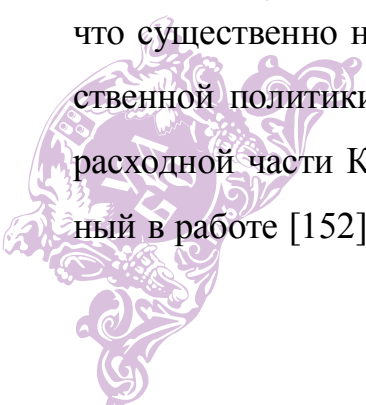 что существенно н
ственной политики
расходной части К
ный в работе [152]